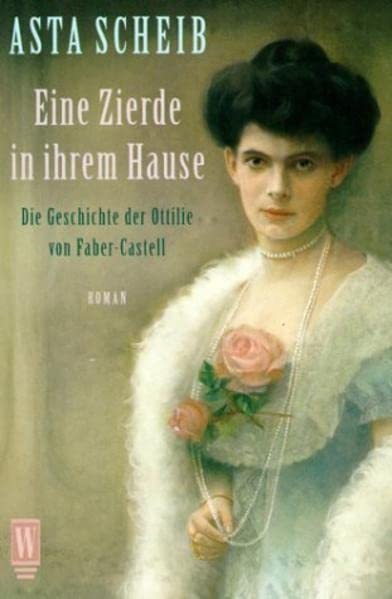 ASTA SCHEIB
Eine Zierde
in ihrem Hause
Die Geschichte der Ottilie
von Faber-Castell
ROMAN
W